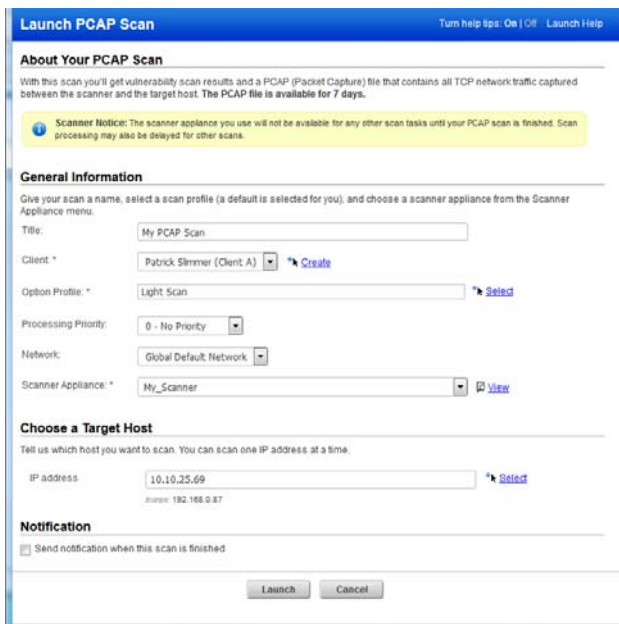 Launch PCAP Scan
Turn help tips: On | Off Launch Help
About Your PCAP Scan
With this scan you'll get vulnerability scan results and a PCAP (Packet Capture) file that contains all TCP network traffic captured
between the scanner and the target host. The PCAP file is available for 7 days.
Scanner Notice: The scanner appliance you use will not be available for any other scan tasks until your PCAP scan is finished. Scan
processing may also be delayed for other scans.
General Information
Give your scan a name, select a scan profile (a default is selected for you), and choose a scanner appliance from the Scanner
Appliance menu.
Title: My PCAP Scan
Client * Patrick Slimmer (Client A) Create
Option Profile: * Light Scan Select
Processing Priority: 0 - No Priority
Network: Global Default Network
Scanner Appliance: * My_Scanner View
Choose a Target Host
Tell us which host you want to scan. You can scan one IP address at a time.
IP address 10.10.25.69 Select
Example: 192.168.0.87
Notification
Send notification when this scan is finished
Launch Cancel